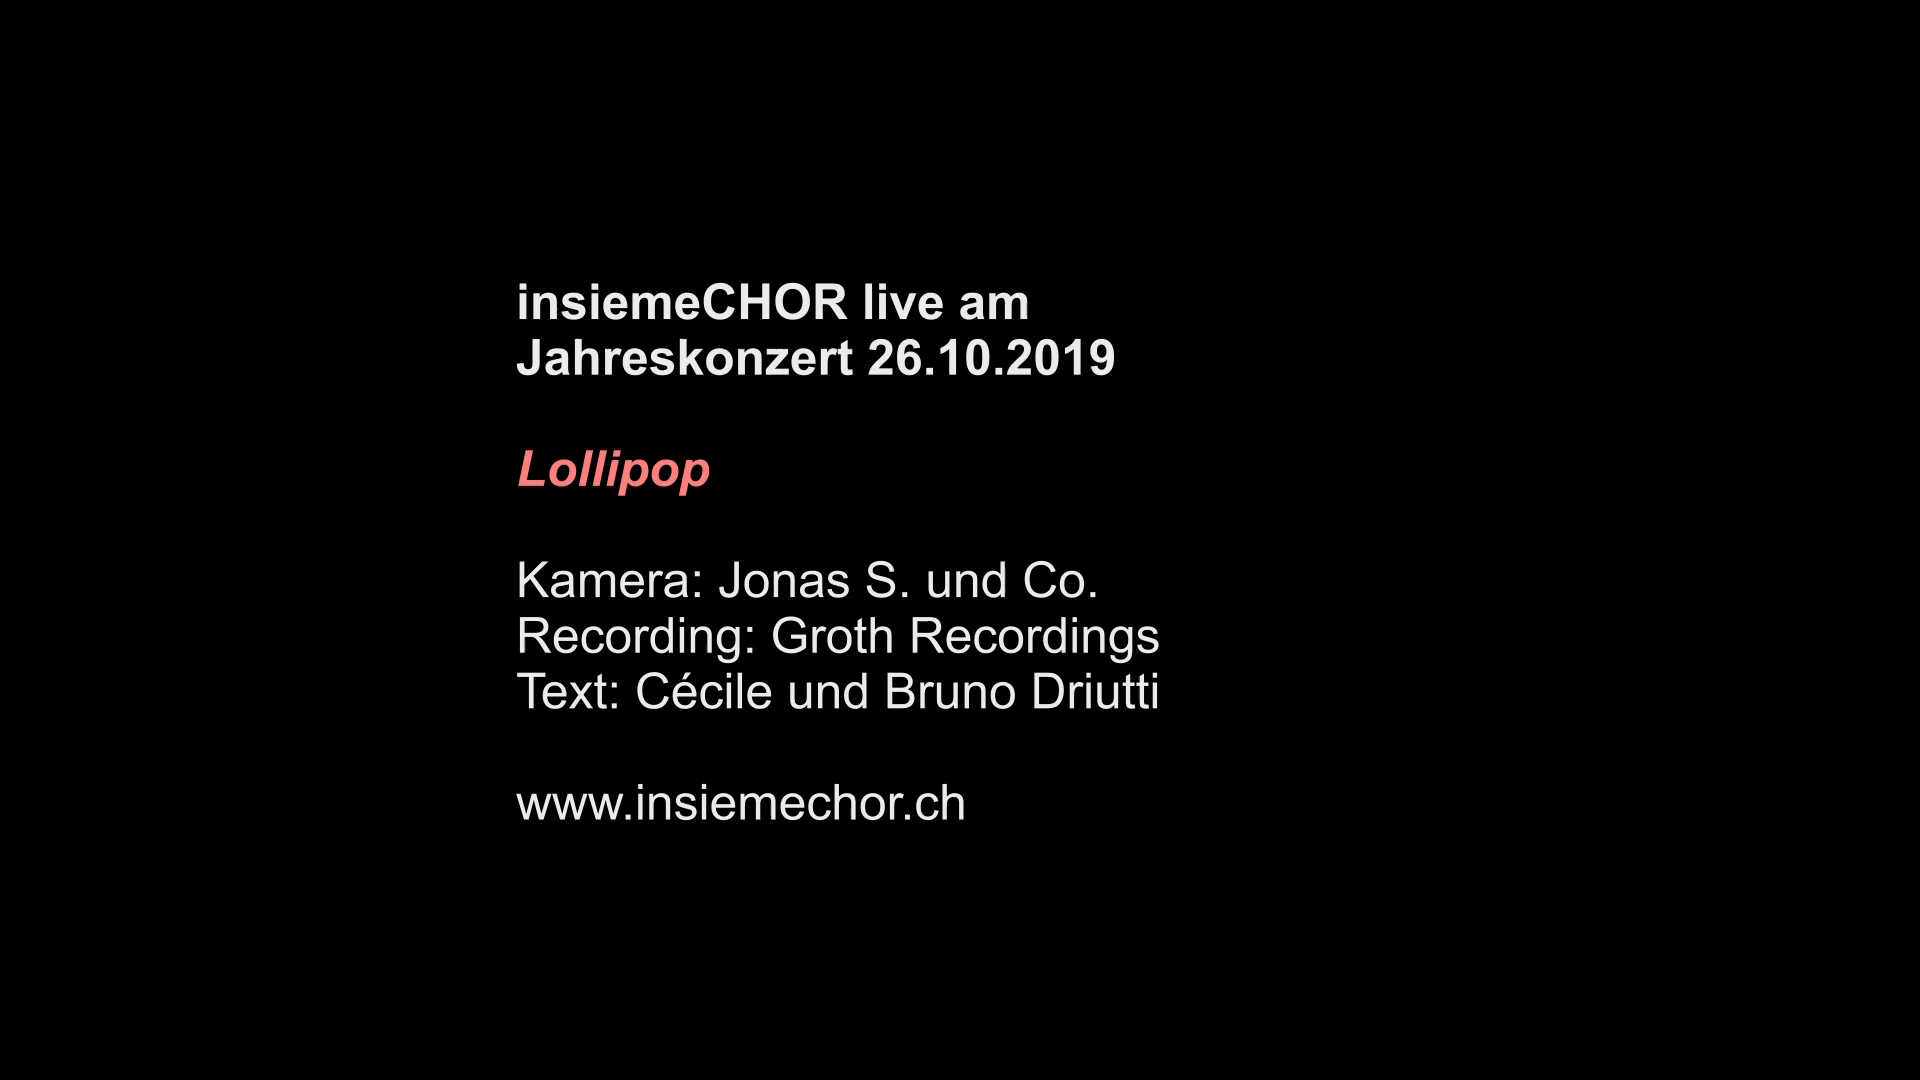 insiemeCHOR live am
Jahreskonzert 26.10.2019
Lollipop
Kamera: Jonas S. und Co.
Recording: Groth Recordings
Text: Cécile und Bruno Driutti
www.insiemechor.ch